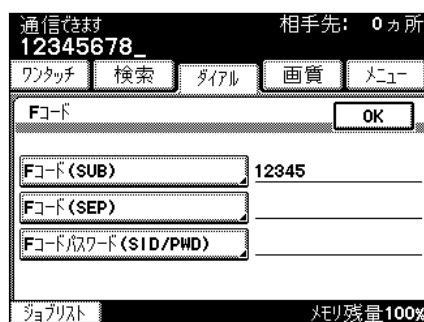 通信できます 相手先: 0ヵ所
12345678_
ワンタッチ 検索 ダイアル 画質 メニュー
Fコード OK
Fコード(SUB) 12345
Fコード(SEP)
Fコードパスワード(SID/PWD)
ジョブリスト メモリ残量100%